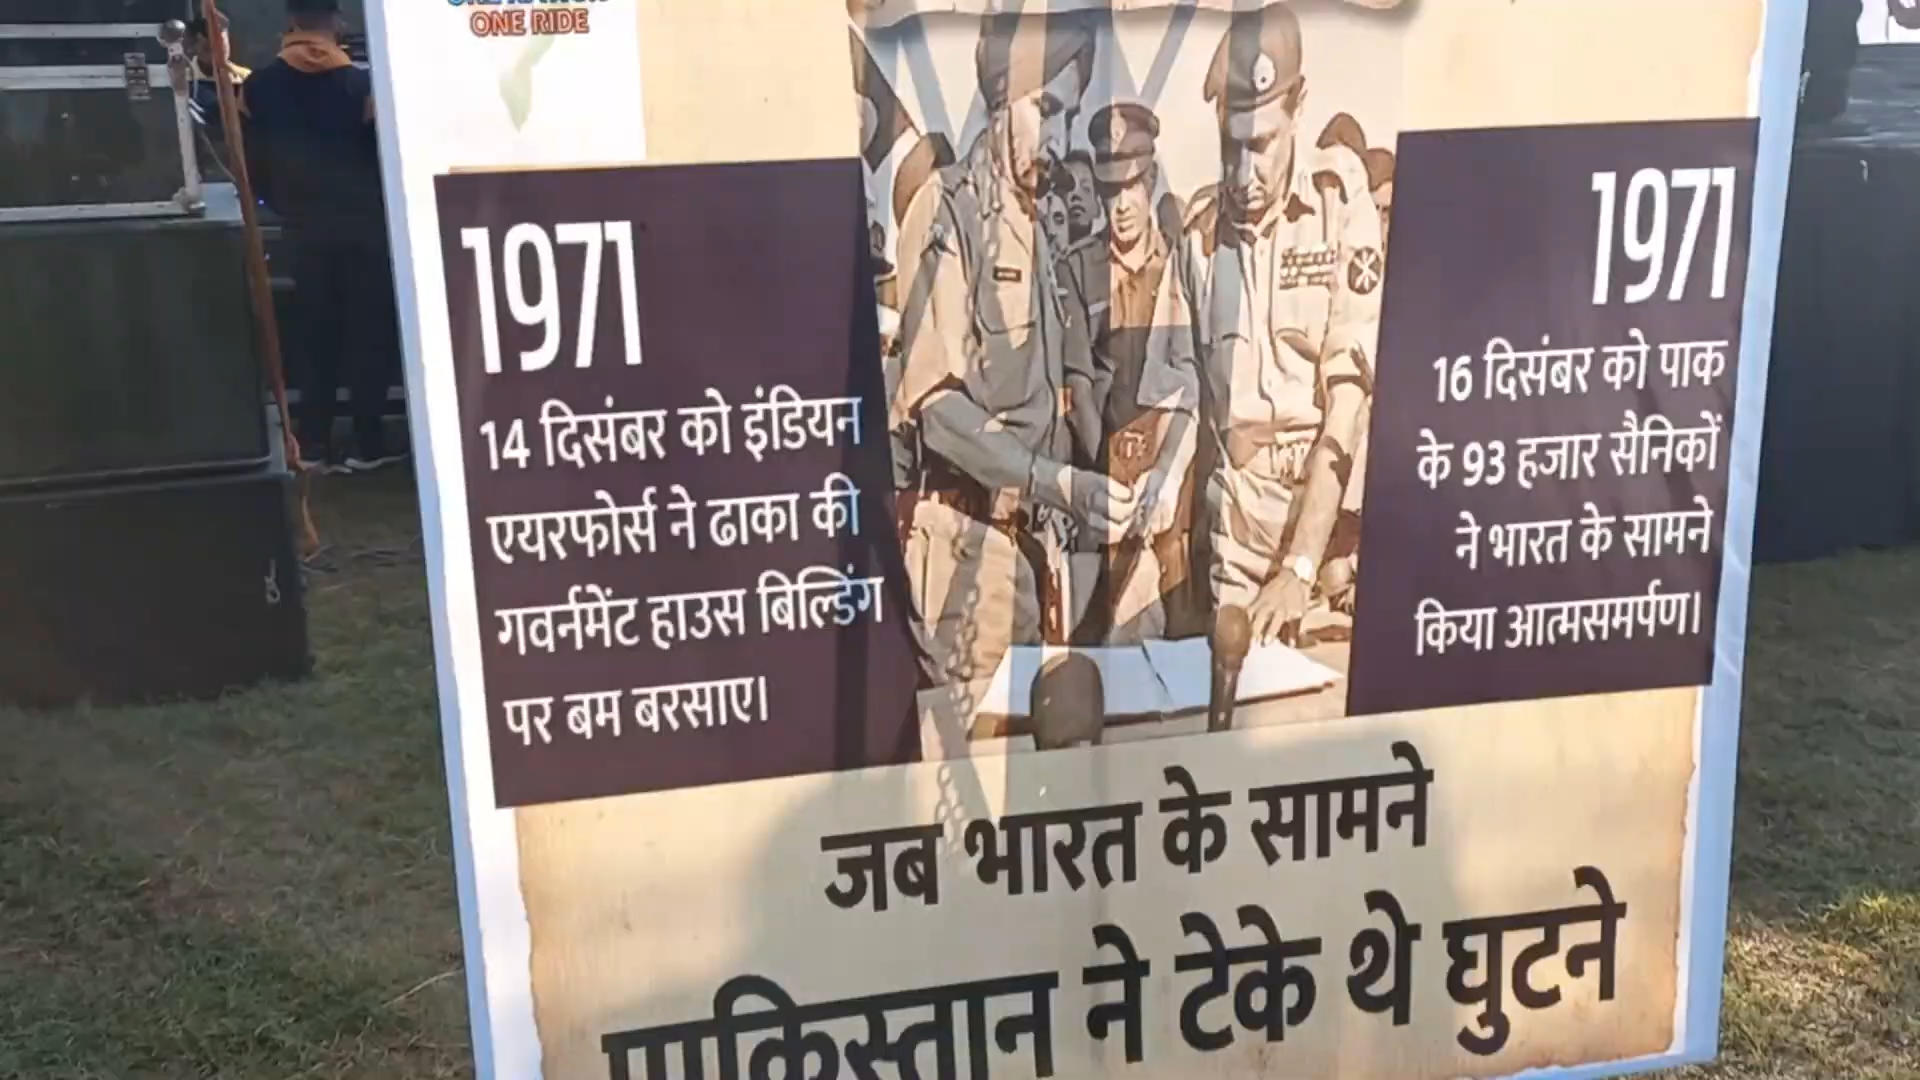 ONE RIDE
1971
14 दिसंबर को इंडियन
एयरफोर्स ने ढाका की
गवर्नमेंट हाउस बिल्डिंग
पर बम बरसाए।
1971
16 दिसंबर को पाक
के 93 हजार सैनिकों
ने भारत के सामने
किया आत्मसमर्पण।
जब भारत के सामने
पाकिस्तान ने टेके थे घुटने